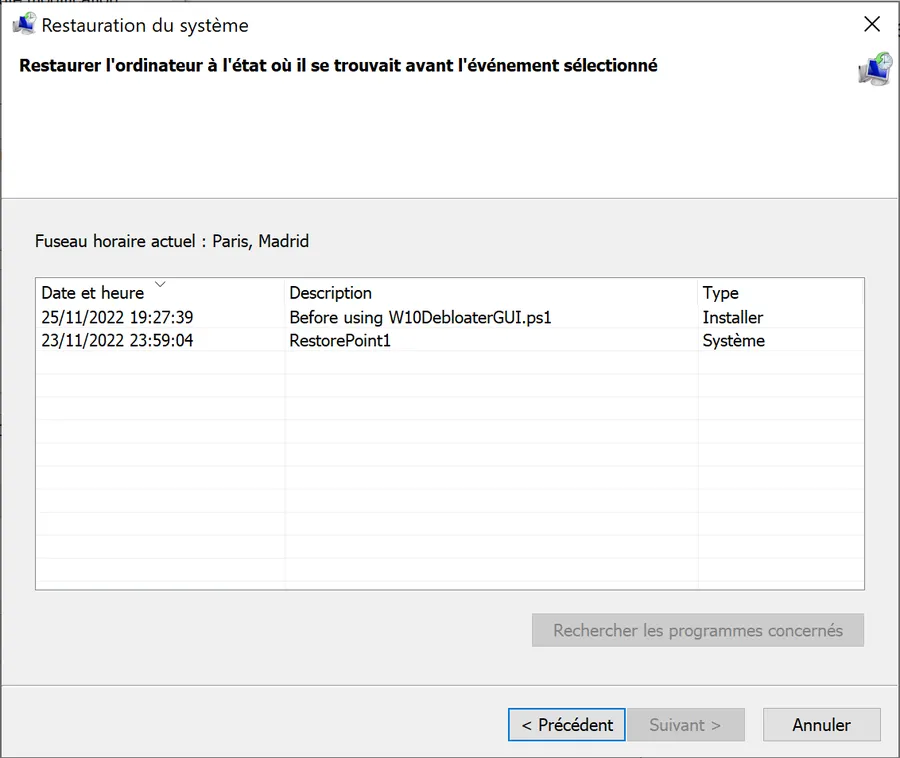 Restauration du système
Restaurer l'ordinateur à l'état où il se trouvait avant l'événement sélectionné
Fuseau horaire actuel : Paris, Madrid
Date et heure Description Type
25/11/2022 19:27:39 Before using W10DebloaterGUI.ps1 Installer
23/11/2022 23:59:04 RestorePoint1 Système
Rechercher les programmes concernés
< Précédent Suivant > Annuler